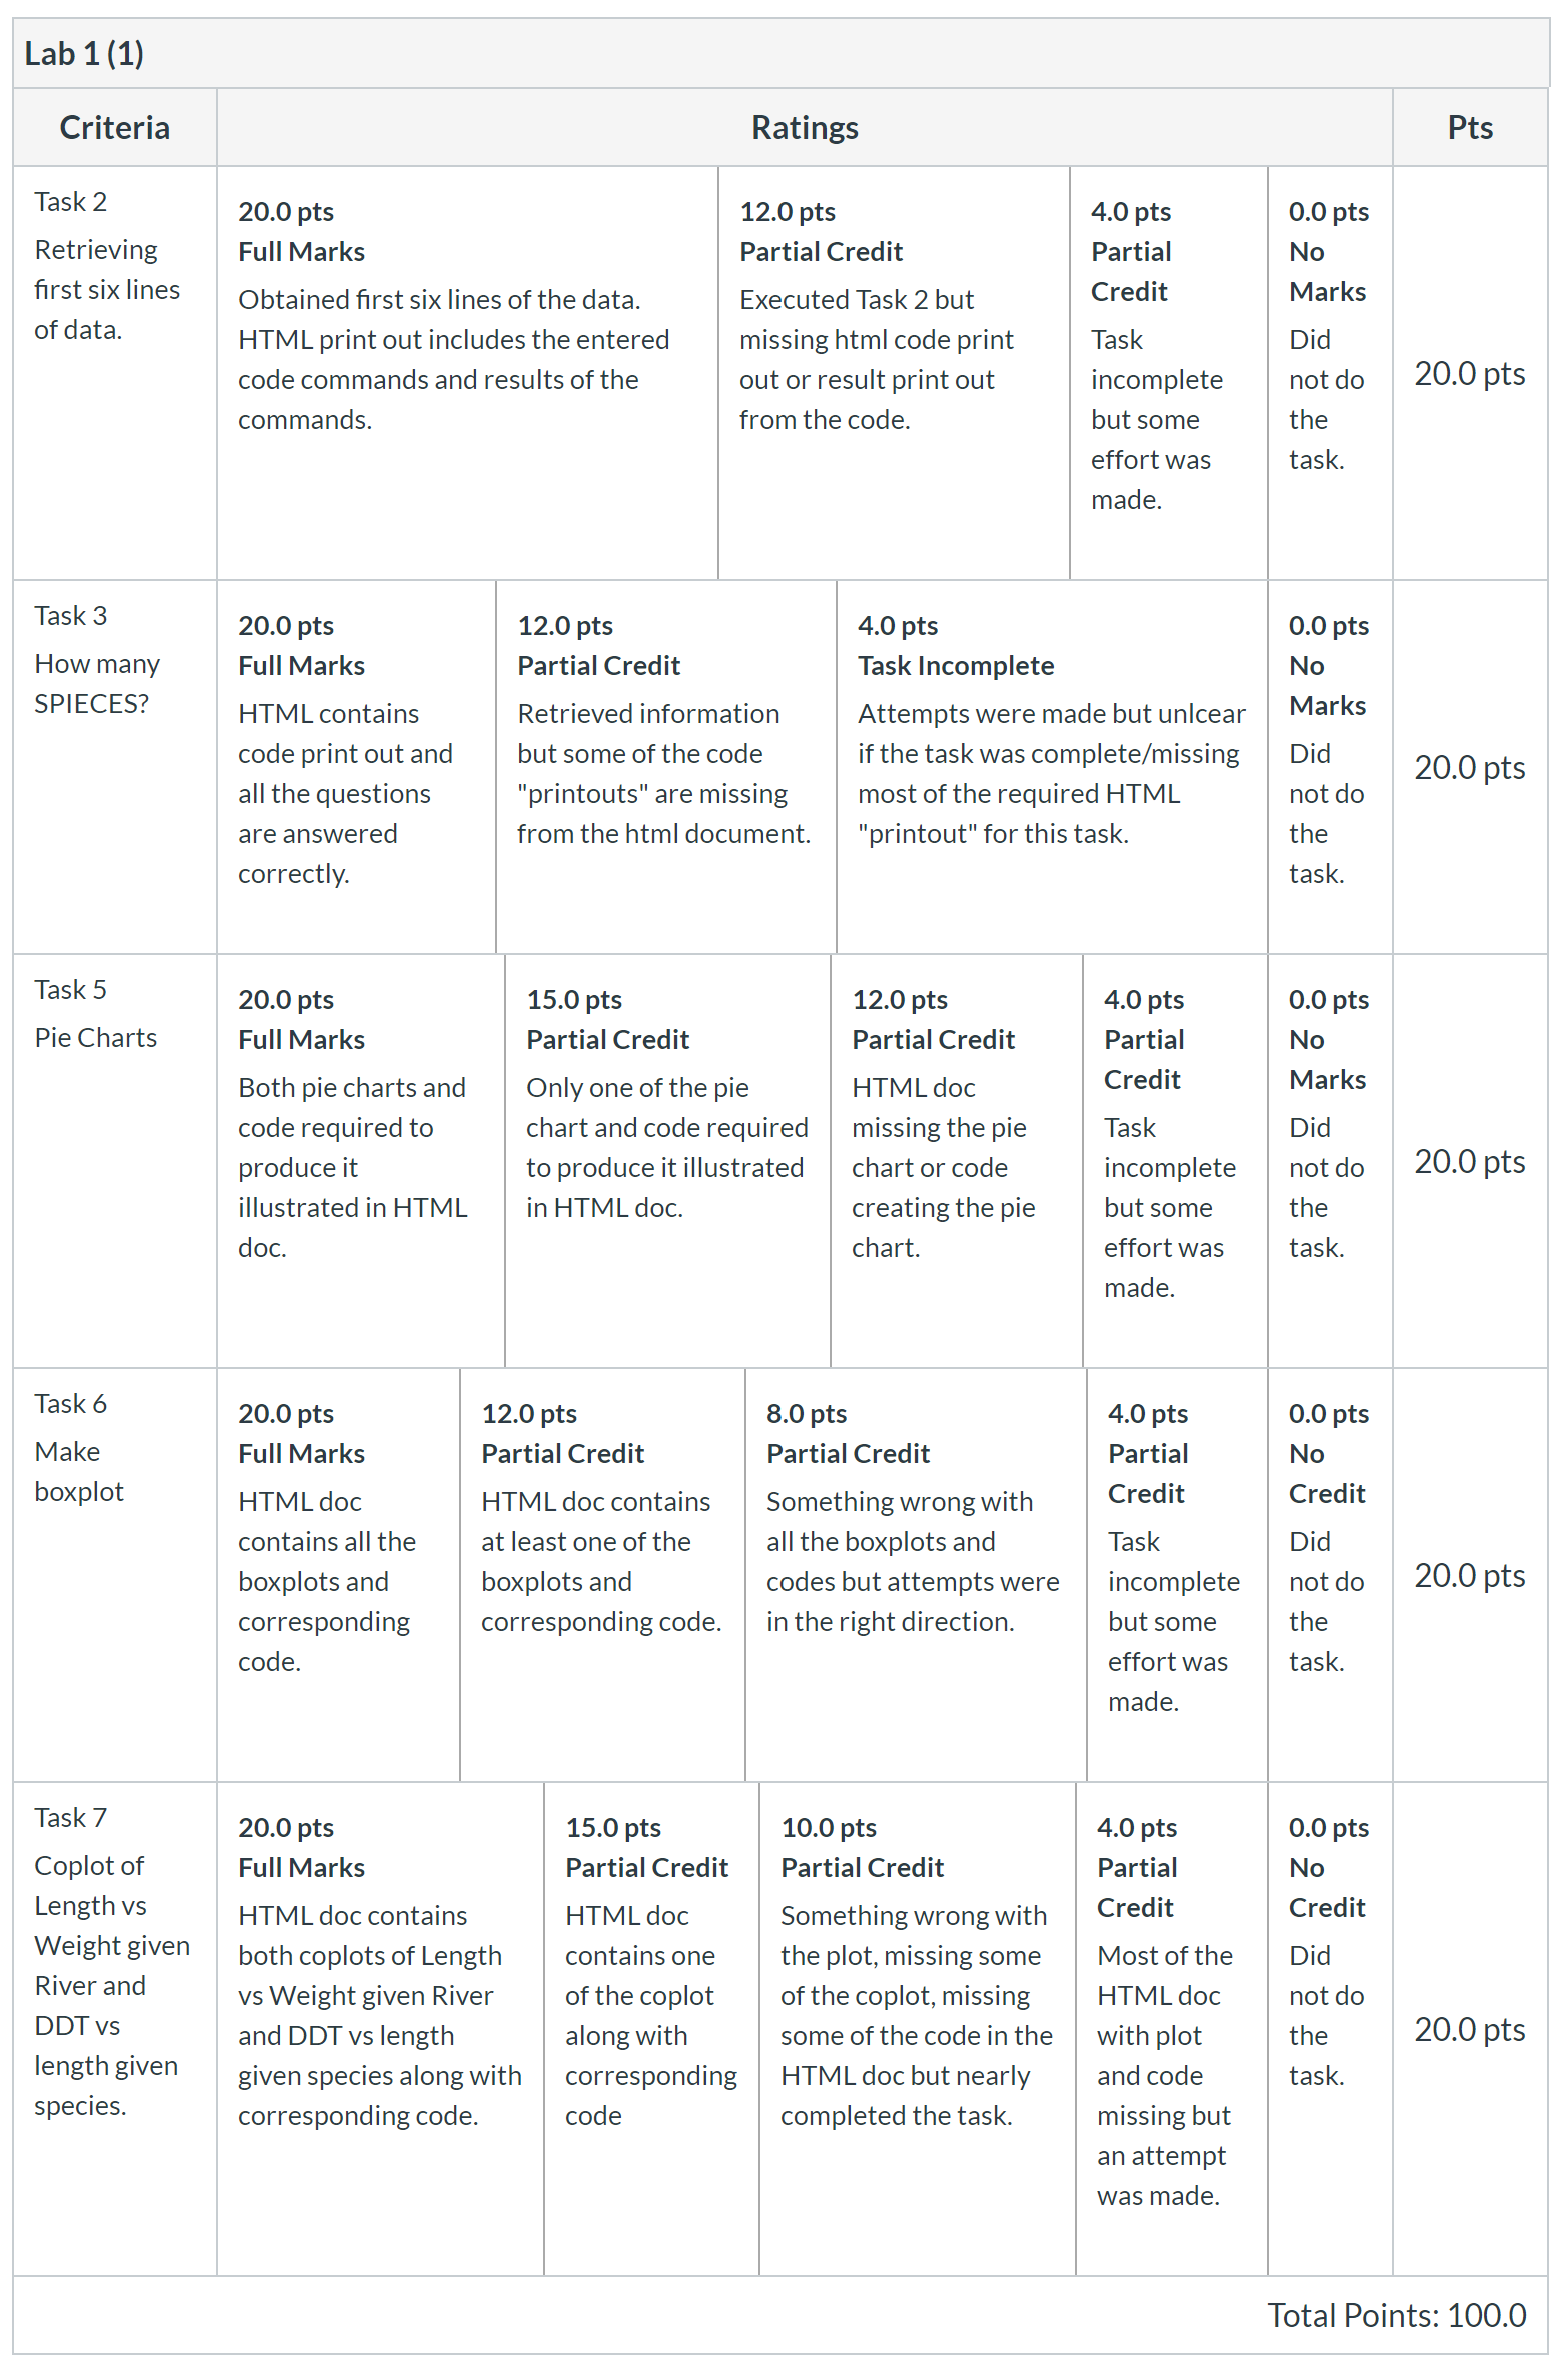 Lab 1 (1)
Criteria
Ratings
Pts
Task 2
Retrieving
first six lines
of data.
20.0 pts
Full Marks
Obtained first six lines of the data.
HTML print out includes the entered
code commands and results of the
commands.
12.0 pts
Partial Credit
Executed Task 2 but
missing html code print
out or result print out
from the code.
4.0 pts
Partial
Credit
Task
incomplete
but some
effort was
made.
0.0 pts
No
Marks
Did
not do
the
task.
20.0 pts
Task 3
How many
SPIECES?
20.0 pts
Full Marks
HTML contains
code print out and
all the questions
are answered
correctly.
12.0 pts
Partial Credit
Retrieved information
but some of the code
"printouts" are missing
from the html document.
4.0 pts
Task Incomplete
Attempts were made but unlcear
if the task was complete/missing
most of the required HTML
"printout" for this task.
0.0 pts
No
Marks
Did
not do
the
task.
20.0 pts
Task 5
Pie Charts
20.0 pts
Full Marks
Both pie charts and
code required to
produce it
illustrated in HTML
doc.
15.0 pts
Partial Credit
Only one of the pie
chart and code required
to produce it illustrated
in HTML doc.
12.0 pts
Partial Credit
HTML doc
missing the pie
chart or code
creating the pie
chart.
4.0 pts
Partial
Credit
Task
incomplete
but some
effort was
made.
0.0 pts
No
Marks
Did
not do
the
task.
20.0 pts
Task 6
Make
boxplot
20.0 pts
Full Marks
HTML doc
contains all the
boxplots and
corresponding
code.
12.0 pts
Partial Credit
HTML doc contains
at least one of the
boxplots and
corresponding code.
8.0 pts
Partial Credit
Something wrong with
all the boxplots and
codes but attempts were
in the right direction.
4.0 pts
Partial
Credit
Task
incomplete
but some
effort was
made.
0.0 pts
No
Credit
Did
not do
the
task.
20.0 pts
Task 7
Coplot of
Length vs
Weight given
River and
DDT vs
length given
species.
20.0 pts
Full Marks
HTML doc contains
both coplots of Length
vs Weight given River
and DDT vs length
given species along with
corresponding code.
15.0 pts
Partial Credit
HTML doc
contains one
of the coplot
along with
corresponding
code
10.0 pts
Partial Credit
Something wrong with
the plot, missing some
of the coplot, missing
some of the code in the
HTML doc but nearly
completed the task.
4.0 pts
Partial
Credit
Most of the
HTML doc
with plot
and code
missing but
an attempt
was made.
0.0 pts
No
Credit
Did
not do
the
task.
20.0 pts
Total Points: 100.0